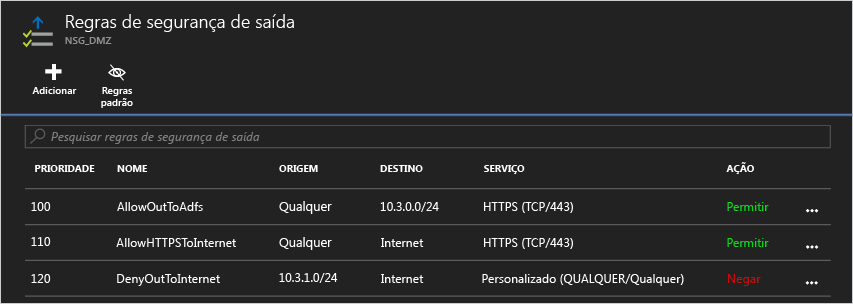 Regras de segurança de saída
NSG_DMZ
Adicionar
Regras
padrão
Pesquisar regras de segurança de saída
PRIORIDADE NOME ORIGEM DESTINO SERVIÇO AÇÃO
100 AllowOutToAdfs Qualquer 10.3.0.0/24 HTTPS (TCP/443) Permitir ...
110 AllowHTTPSToInternet Qualquer Internet HTTPS (TCP/443) Permitir ...
120 DenyOutToInternet 10.3.1.0/24 Internet Personalizado (QUALQUER/Qualquer) Negar ...